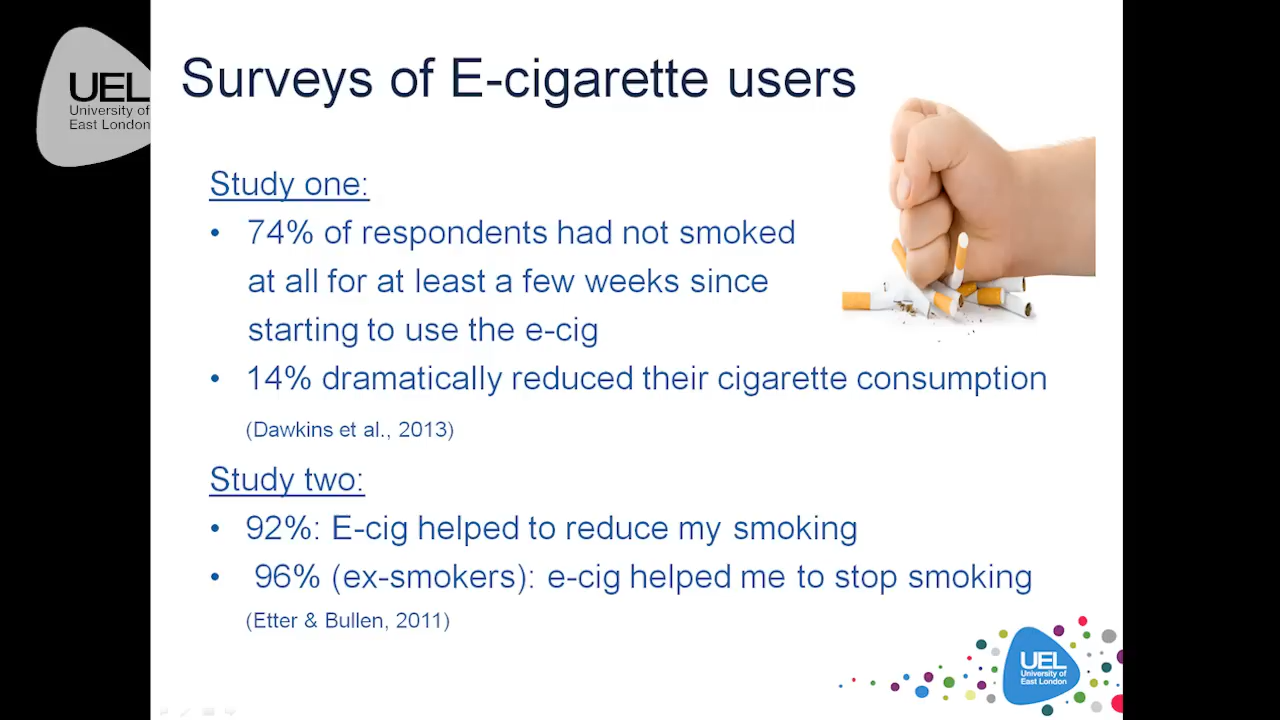 UEL
University of
East London
Surveys of E-cigarette users
Study one:
• 74% of respondents had not smoked
at all for at least a few weeks since
starting to use the e-cig
• 14% dramatically reduced their cigarette consumption
(Dawkins et al., 2013)
Study two:
• 92%: E-cig helped to reduce my smoking
• 96% (ex-smokers): e-cig helped me to stop smoking
(Etter & Bullen, 2011)
UEL
University of
East London